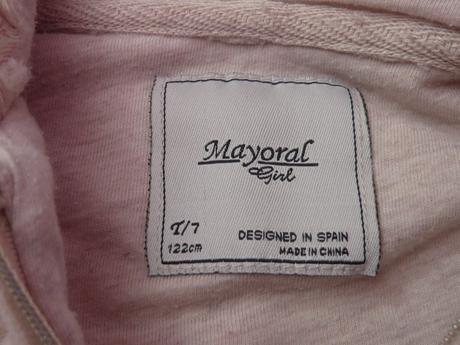 Mayoral
Girl
T/7
122cm
DESIGNED IN SPAIN
MADE IN CHINA